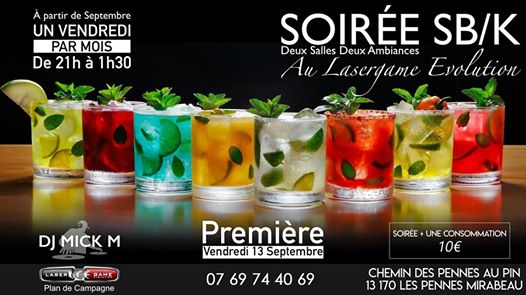 À partir de Septembre
UN VENDREDI
PAR MOIS
De 21h à 1h30
SOIRÉE SB/K
Deux Salles Deux Ambiances
Au Lasergame Evolution
DJ MICK M
LASER GAME
Plan de Campagne
Première
Vendredi 13 Septembre
07 69 74 40 69
SOIRÉE + UNE CONSOMMATION
10€
CHEMIN DES PENNES AU PIN
13 170 LES PENNES MIRABEAU